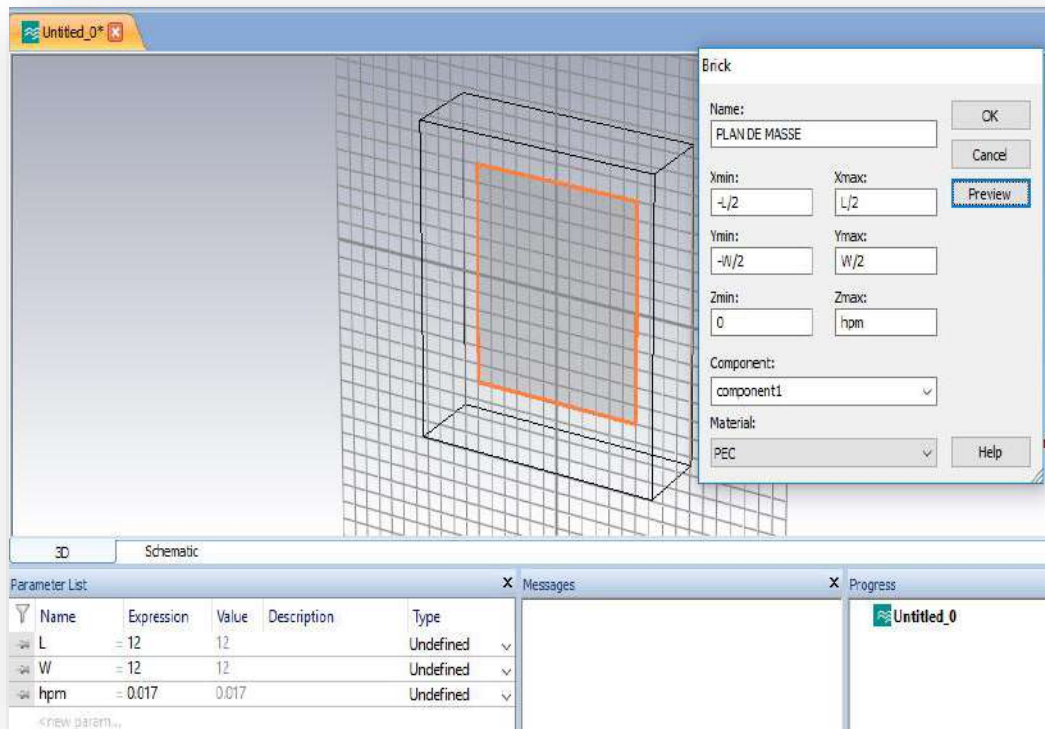 Untitled_0*
Brick
Name:
PLAN DE MASSE
OK
Cancel
Preview
Xmin:
Xmax:
-L/2
L/2
Ymin:
Ymax:
-W/2
W/2
Zmin:
Zmax:
0
hpm
Component:
component1
Material:
PEC
Help
3D
Schematic
Parameter List
X
Name Expression Value Description Type
L = 12 12 Undefined
W = 12 12 Undefined
hpm = 0.017 0.017 Undefined
<new param...
Messages
X
Progress
Untitled_0